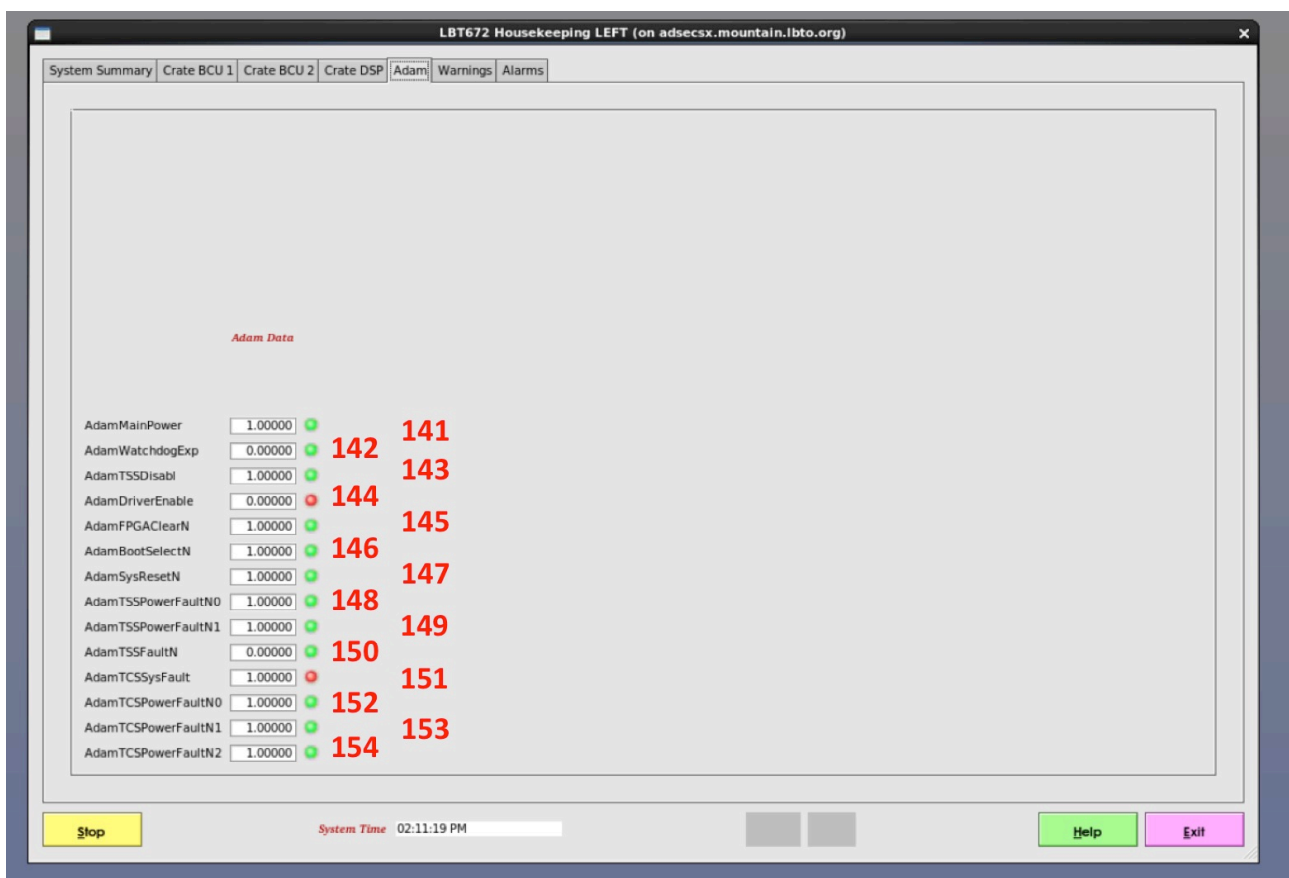 LBT672 Housekeeping LEFT (on adsecsx.mountain.lbto.org)
System Summary Crate BCU 1 Crate BCU 2 Crate DSP Adam Warnings Alarms
Adam Data
AdamMainPower 1.00000 141
AdamWatchdogExp 0.00000 142
AdamTSSDisabl 1.00000 143
AdamDriverEnable 0.00000 144
AdamFPGAClearN 1.00000 145
AdamBootSelectN 1.00000 146
AdamSysResetN 1.00000 147
AdamTSSPowerFaultN0 1.00000 148
AdamTSSPowerFaultN1 1.00000 149
AdamTSSFaultN 0.00000 150
AdamTCSSysFault 1.00000 151
AdamTCSPowerFaultN0 1.00000 152
AdamTCSPowerFaultN1 1.00000 153
AdamTCSPowerFaultN2 1.00000 154
Stop System Time 02:11:19 PM Help Exit